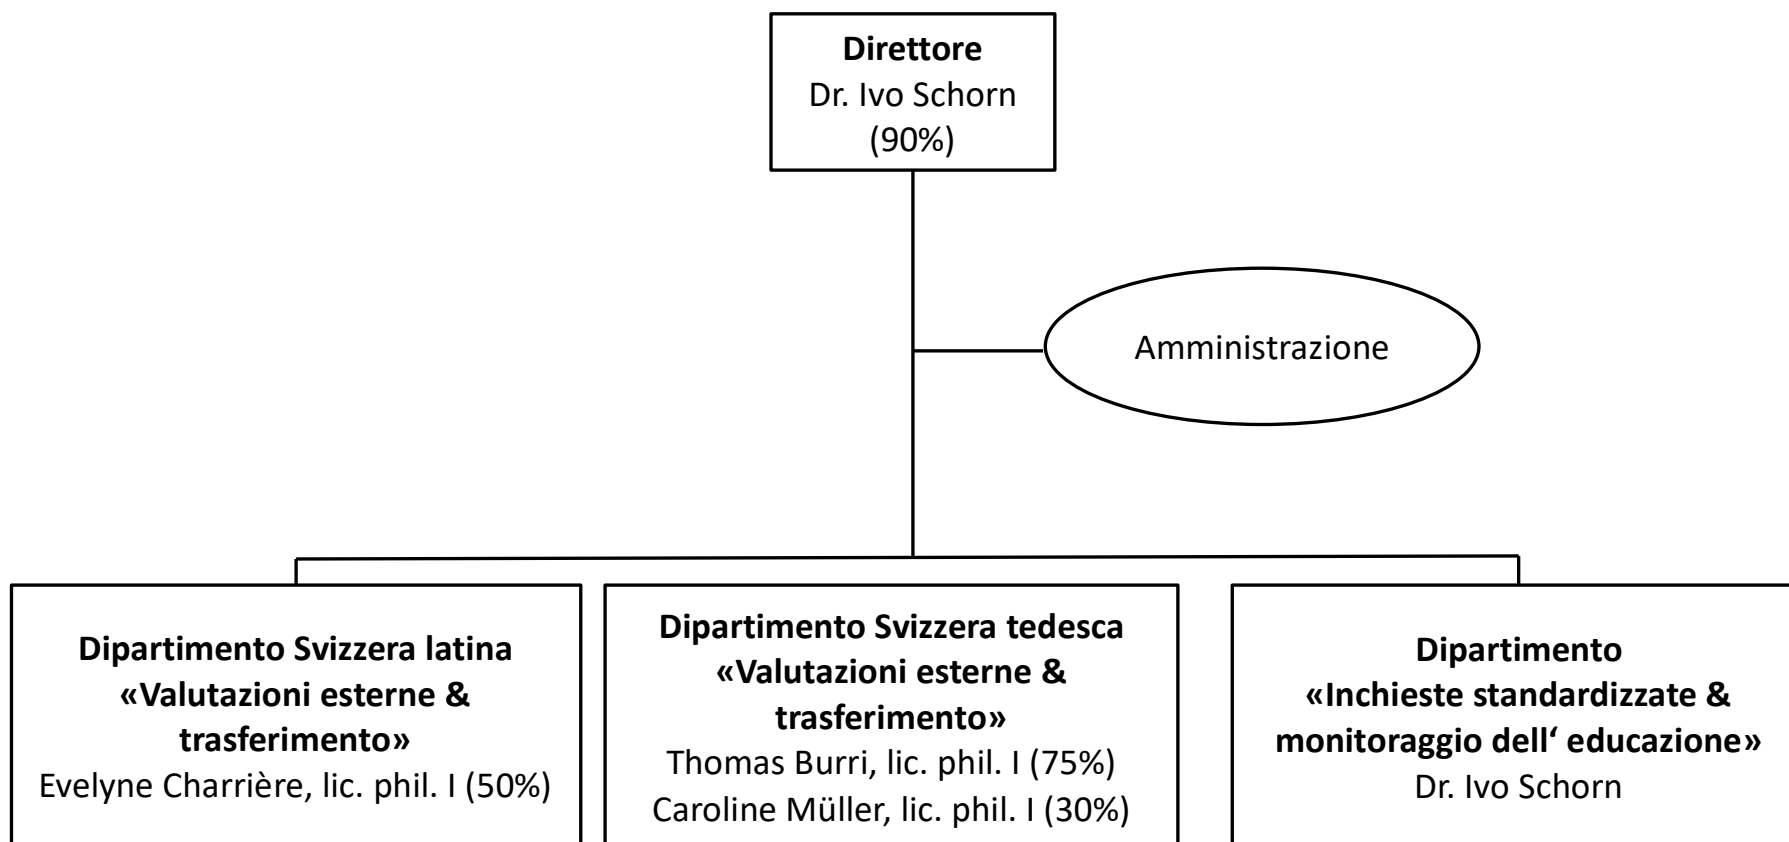 Direttore
Dr. Ivo Schorn
(90%)
Amministrazione
Dipartimento Svizzera latina
«Valutazioni esterne &
trasferimento»
Evelyne Charrière, lic. phil. I (50%)
Dipartimento Svizzera tedesca
«Valutazioni esterne &
trasferimento»
Thomas Burri, lic. phil. I (75%)
Caroline Müller, lic. phil. I (30%)
Dipartimento
«Inchieste standardizzate &
monitoraggio dell‘ educazione»
Dr. Ivo Schorn